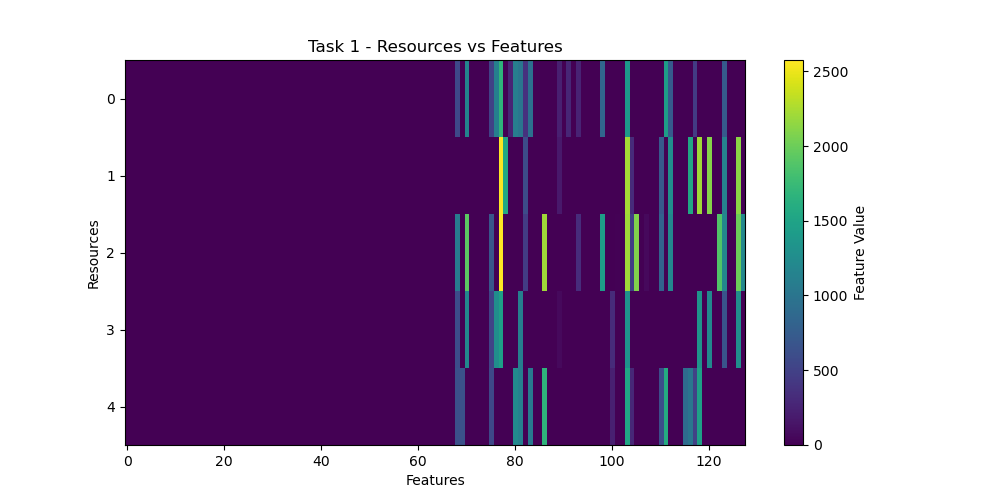 Task 1 - Resources vs Features
0
1
2
3
4
Resources
0 20 40 60 80 100 120
Features
2500
2000
1500
1000
500
0
Feature Value